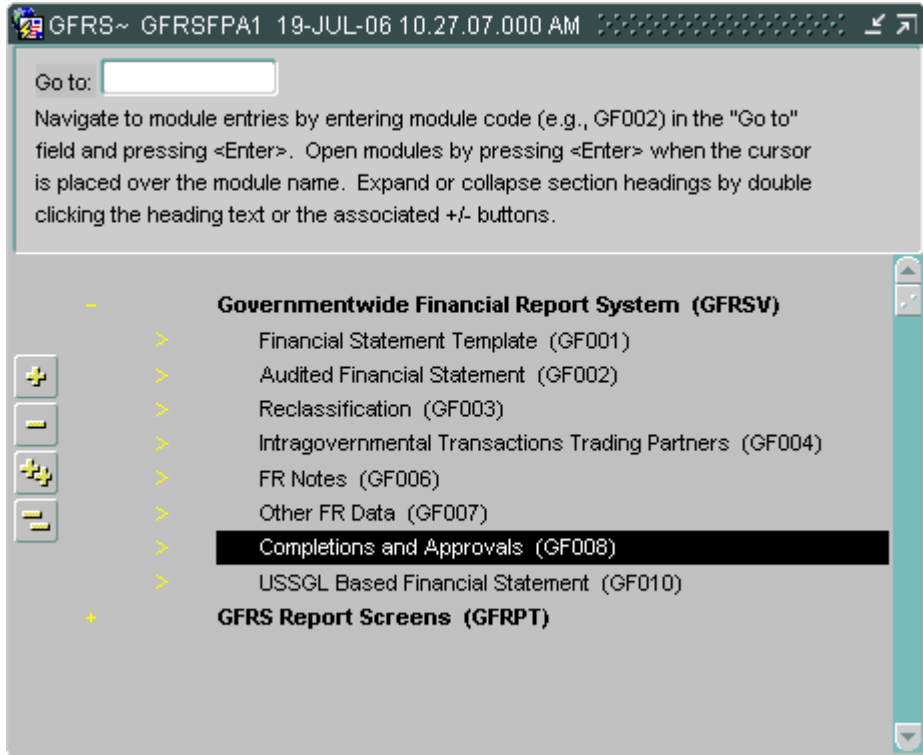 GFRS~ GFRSFPA1 19-JUL-06 10.27.07.000 AM
Go to:
Navigate to module entries by entering module code (e.g., GF002) in the "Go to"
field and pressing <Enter>. Open modules by pressing <Enter> when the cursor
is placed over the module name. Expand or collapse section headings by double
clicking the heading text or the associated +/- buttons.
- Governmentwide Financial Report System (GFRSV)
> Financial Statement Template (GF001)
> Audited Financial Statement (GF002)
> Reclassification (GF003)
> Intragovernmental Transactions Trading Partners (GF004)
> FR Notes (GF006)
> Other FR Data (GF007)
> Completions and Approvals (GF008)
> USSGL Based Financial Statement (GF010)
+ GFRS Report Screens (GFRPT)